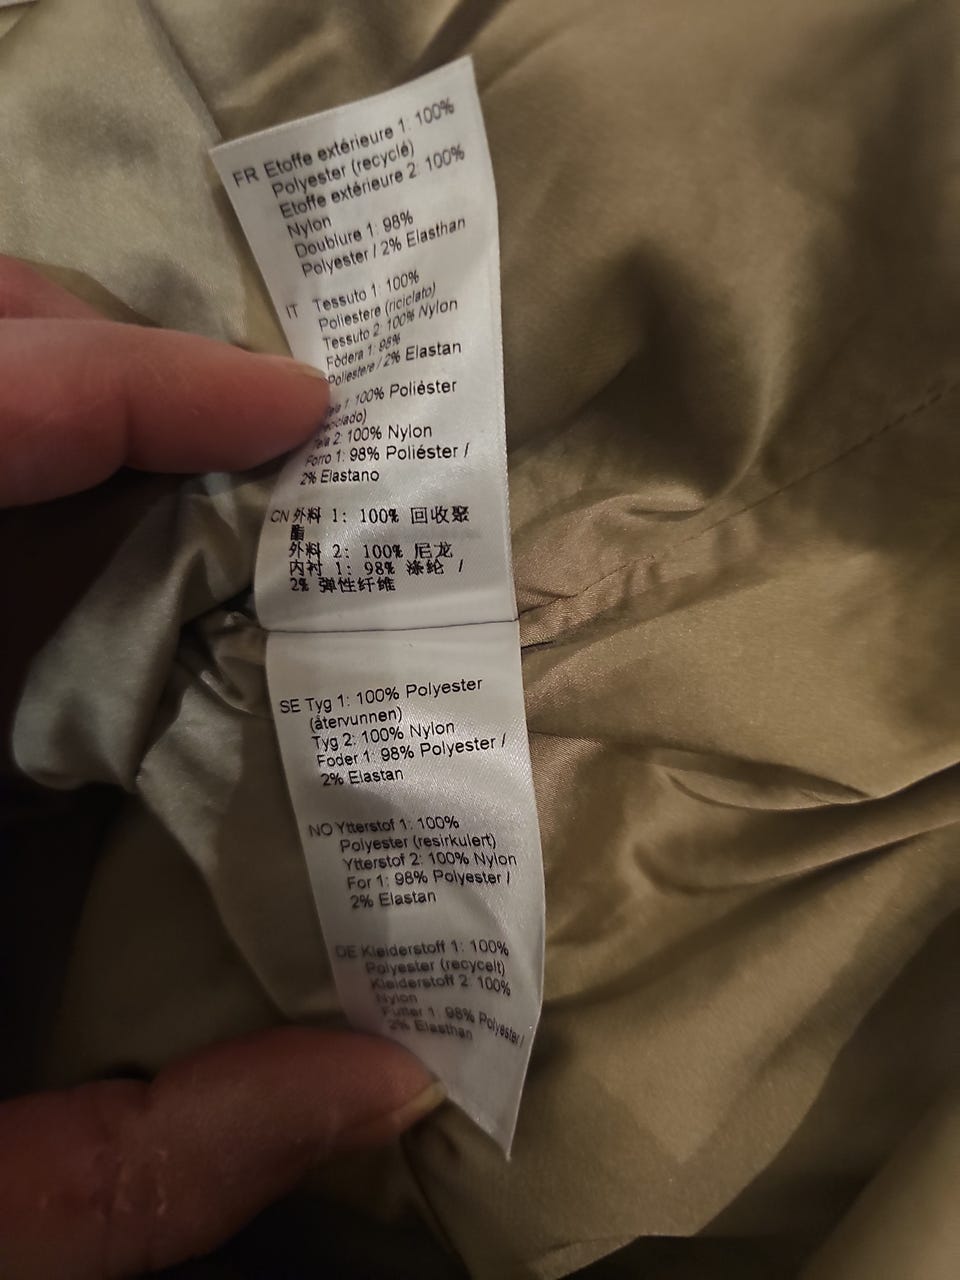 FR Etoffe extérieure 1: 100%
Polyester (recyclé)
Etoffe extérieure 2: 100%
Nylon
Doublure 1: 98%
Polyester / 2% Elasthan
IT Tessuto 1: 100%
Poliestere (riciclato)
Tessuto 2: 100% Nylon
Fòdera 1: 98%
Poliestere / 2% Elastan
1: 100% Poliéster
2: 100% Nylon
Forro 1: 98% Poliéster /
2% Elastano
CN 外料 1: 100% 回收聚
酯
外料 2: 100% 尼龙
内衬 1: 98% 涤纶 /
2% 弹性纤维
SE Tyg 1: 100% Polyester
(återvunnen)
Tyg 2: 100% Nylon
Foder 1: 98% Polyester /
2% Elastan
NO Ytterstof 1: 100%
Polyester (resirkulert)
Ytterstof 2: 100% Nylon
For 1: 98% Polyester /
2% Elastan
DE Kleiderstoff 1: 100%
Polyester (recycelt)
Kleiderstoff 2: 100%
Nylon
Futter 1: 98% Polyester /
2% Elasthan